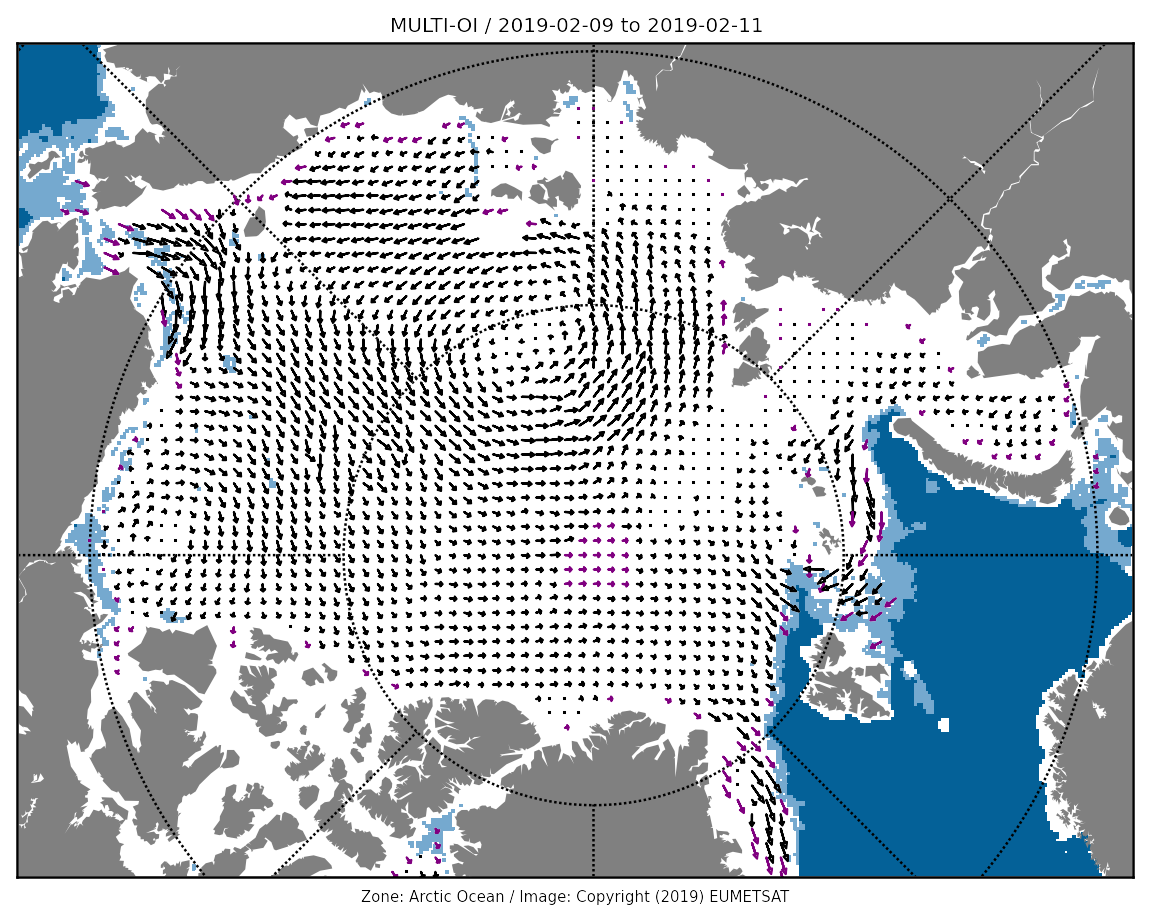 MULTI-OI / 2019-02-09 to 2019-02-11
Zone: Arctic Ocean / Image: Copyright (2019) EUMETSAT